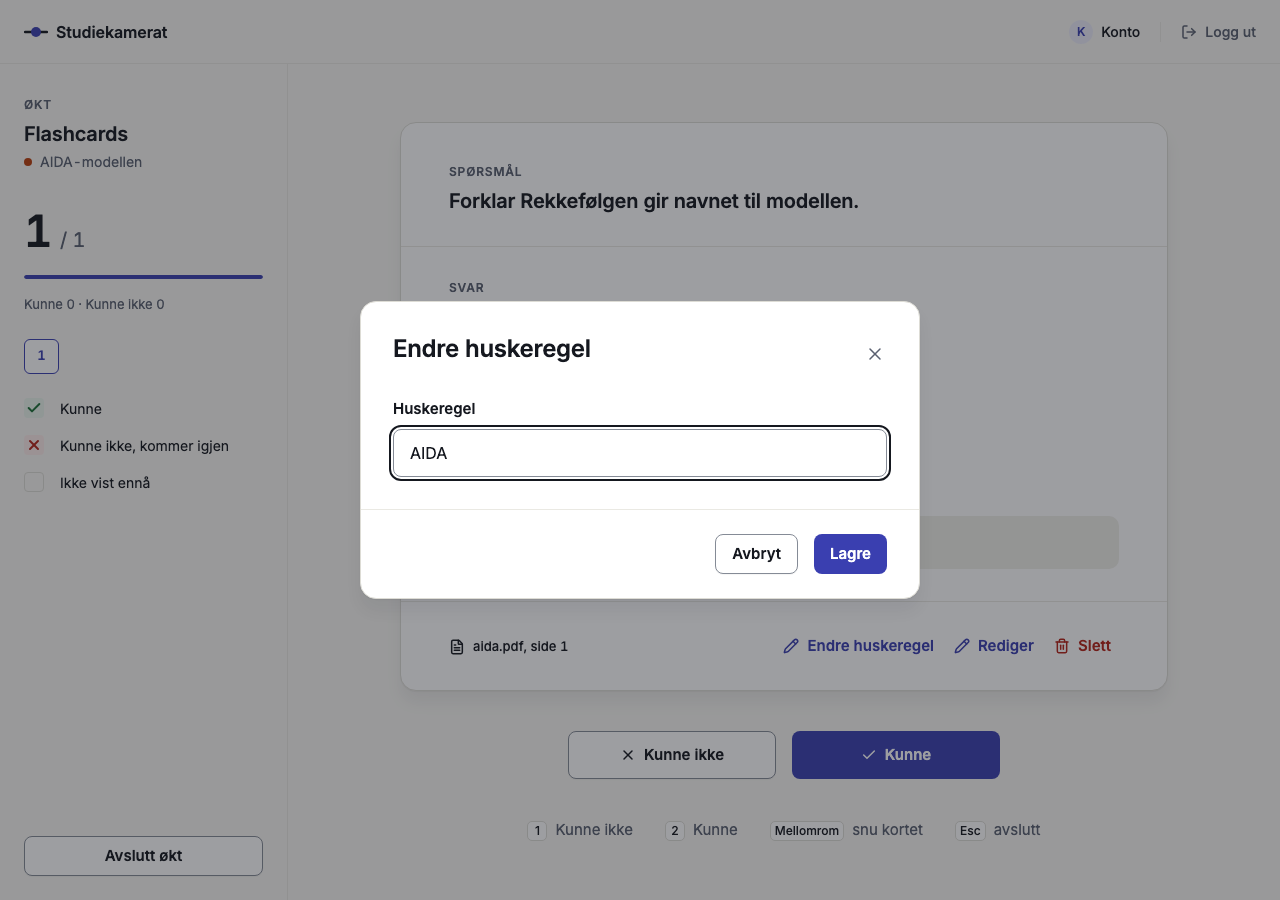 Studiekamerat
K Konto
Logg ut
ØKT
Flashcards
AIDA-modellen
1 / 1
Kunne 0 · Kunne ikke 0
1
Kunne
Kunne ikke, kommer igjen
Ikke vist ennå
Avslutt økt
SPØRSMÅL
Forklar Rekkefølgen gir navnet til modellen.
SVAR
Endre huskeregel
Huskeregel
AIDA
Avbryt
Lagre
aida.pdf, side 1
Endre huskeregel
Rediger
Slett
Kunne ikke
Kunne
1 Kunne ikke
2 Kunne
Mellomrom snu kortet
Esc avslutt